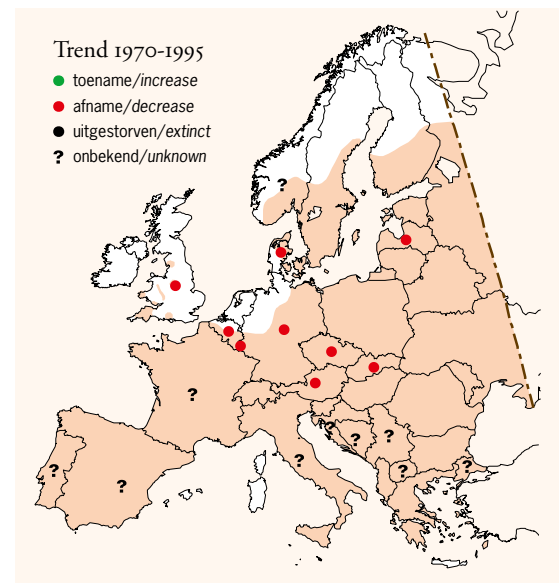 Trend 1970-1995
toename/increase
afname/decrease
uitgestorven/extinct
? onbekend/unknown
?
?
?
?
?
?
?
?
?
?